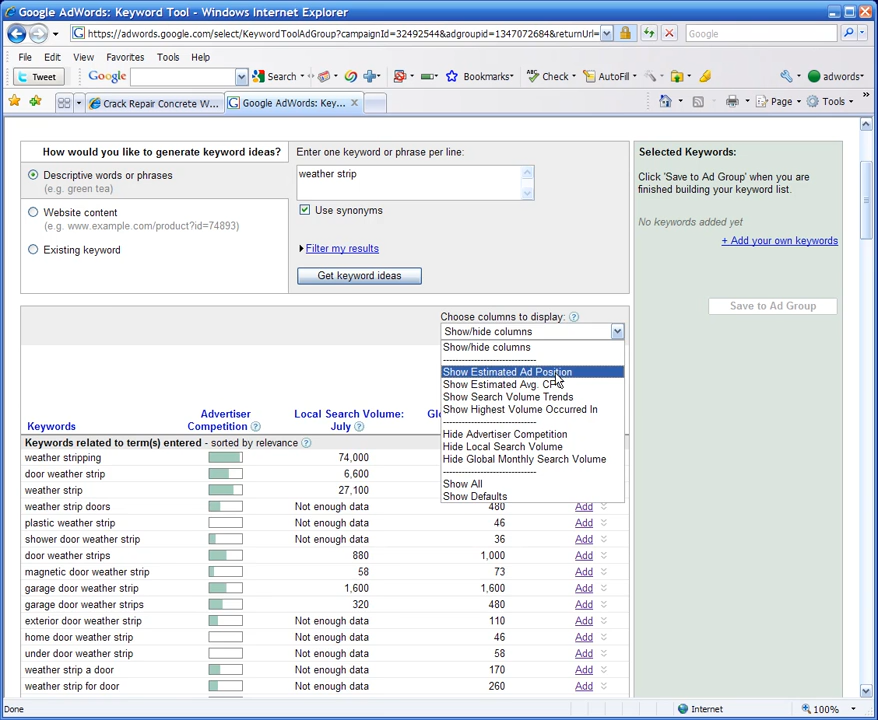 Google AdWords: Keyword Tool - Windows Internet Explorer
https://adwords.google.com/select/KeywordToolAdGroup?campaignId=32492544&adgroupid=1347072684&returnUrl=
Google
File Edit View Favorites Tools Help
Tweet Google Search Bookmarks Check AutoFill adwords
Crack Repair Concrete W... Google AdWords: Key... Page Tools
How would you like to generate keyword ideas?
Descriptive words or phrases
(e.g. green tea)
Website content
(e.g. www.example.com/product?id=74893)
Existing keyword
Enter one keyword or phrase per line:
weather strip
Use synonyms
Filter my results
Get keyword ideas
Selected Keywords:
Click 'Save to Ad Group' when you are
finished building your keyword list.
No keywords added yet
+ Add your own keywords
Save to Ad Group
Choose columns to display: ?
Show/hide columns
Show/hide columns
-----------------------------
Show Estimated Ad Position
Show Estimated Avg. CP
Show Search Volume Trends
Show Highest Volume Occurred In
-----------------------------
Hide Advertiser Competition
Hide Local Search Volume
Hide Global Monthly Search Volume
-----------------------------
Show All
Show Defaults
Keywords Advertiser Competition ? Local Search Volume: July ?
Keywords related to term(s) entered - sorted by relevance ?
weather stripping 74,000
door weather strip 6,600
weather strip 27,100
weather strip doors Not enough data 480 Add
plastic weather strip Not enough data 46 Add
shower door weather strip Not enough data 36 Add
door weather strips 880 1,000 Add
magnetic door weather strip 58 73 Add
garage door weather strip 1,600 1,600 Add
garage door weather strips 320 480 Add
exterior door weather strip Not enough data 110 Add
home door weather strip Not enough data 46 Add
under door weather strip Not enough data 58 Add
weather strip a door Not enough data 170 Add
weather strip for door Not enough data 260 Add
Done Internet 100%